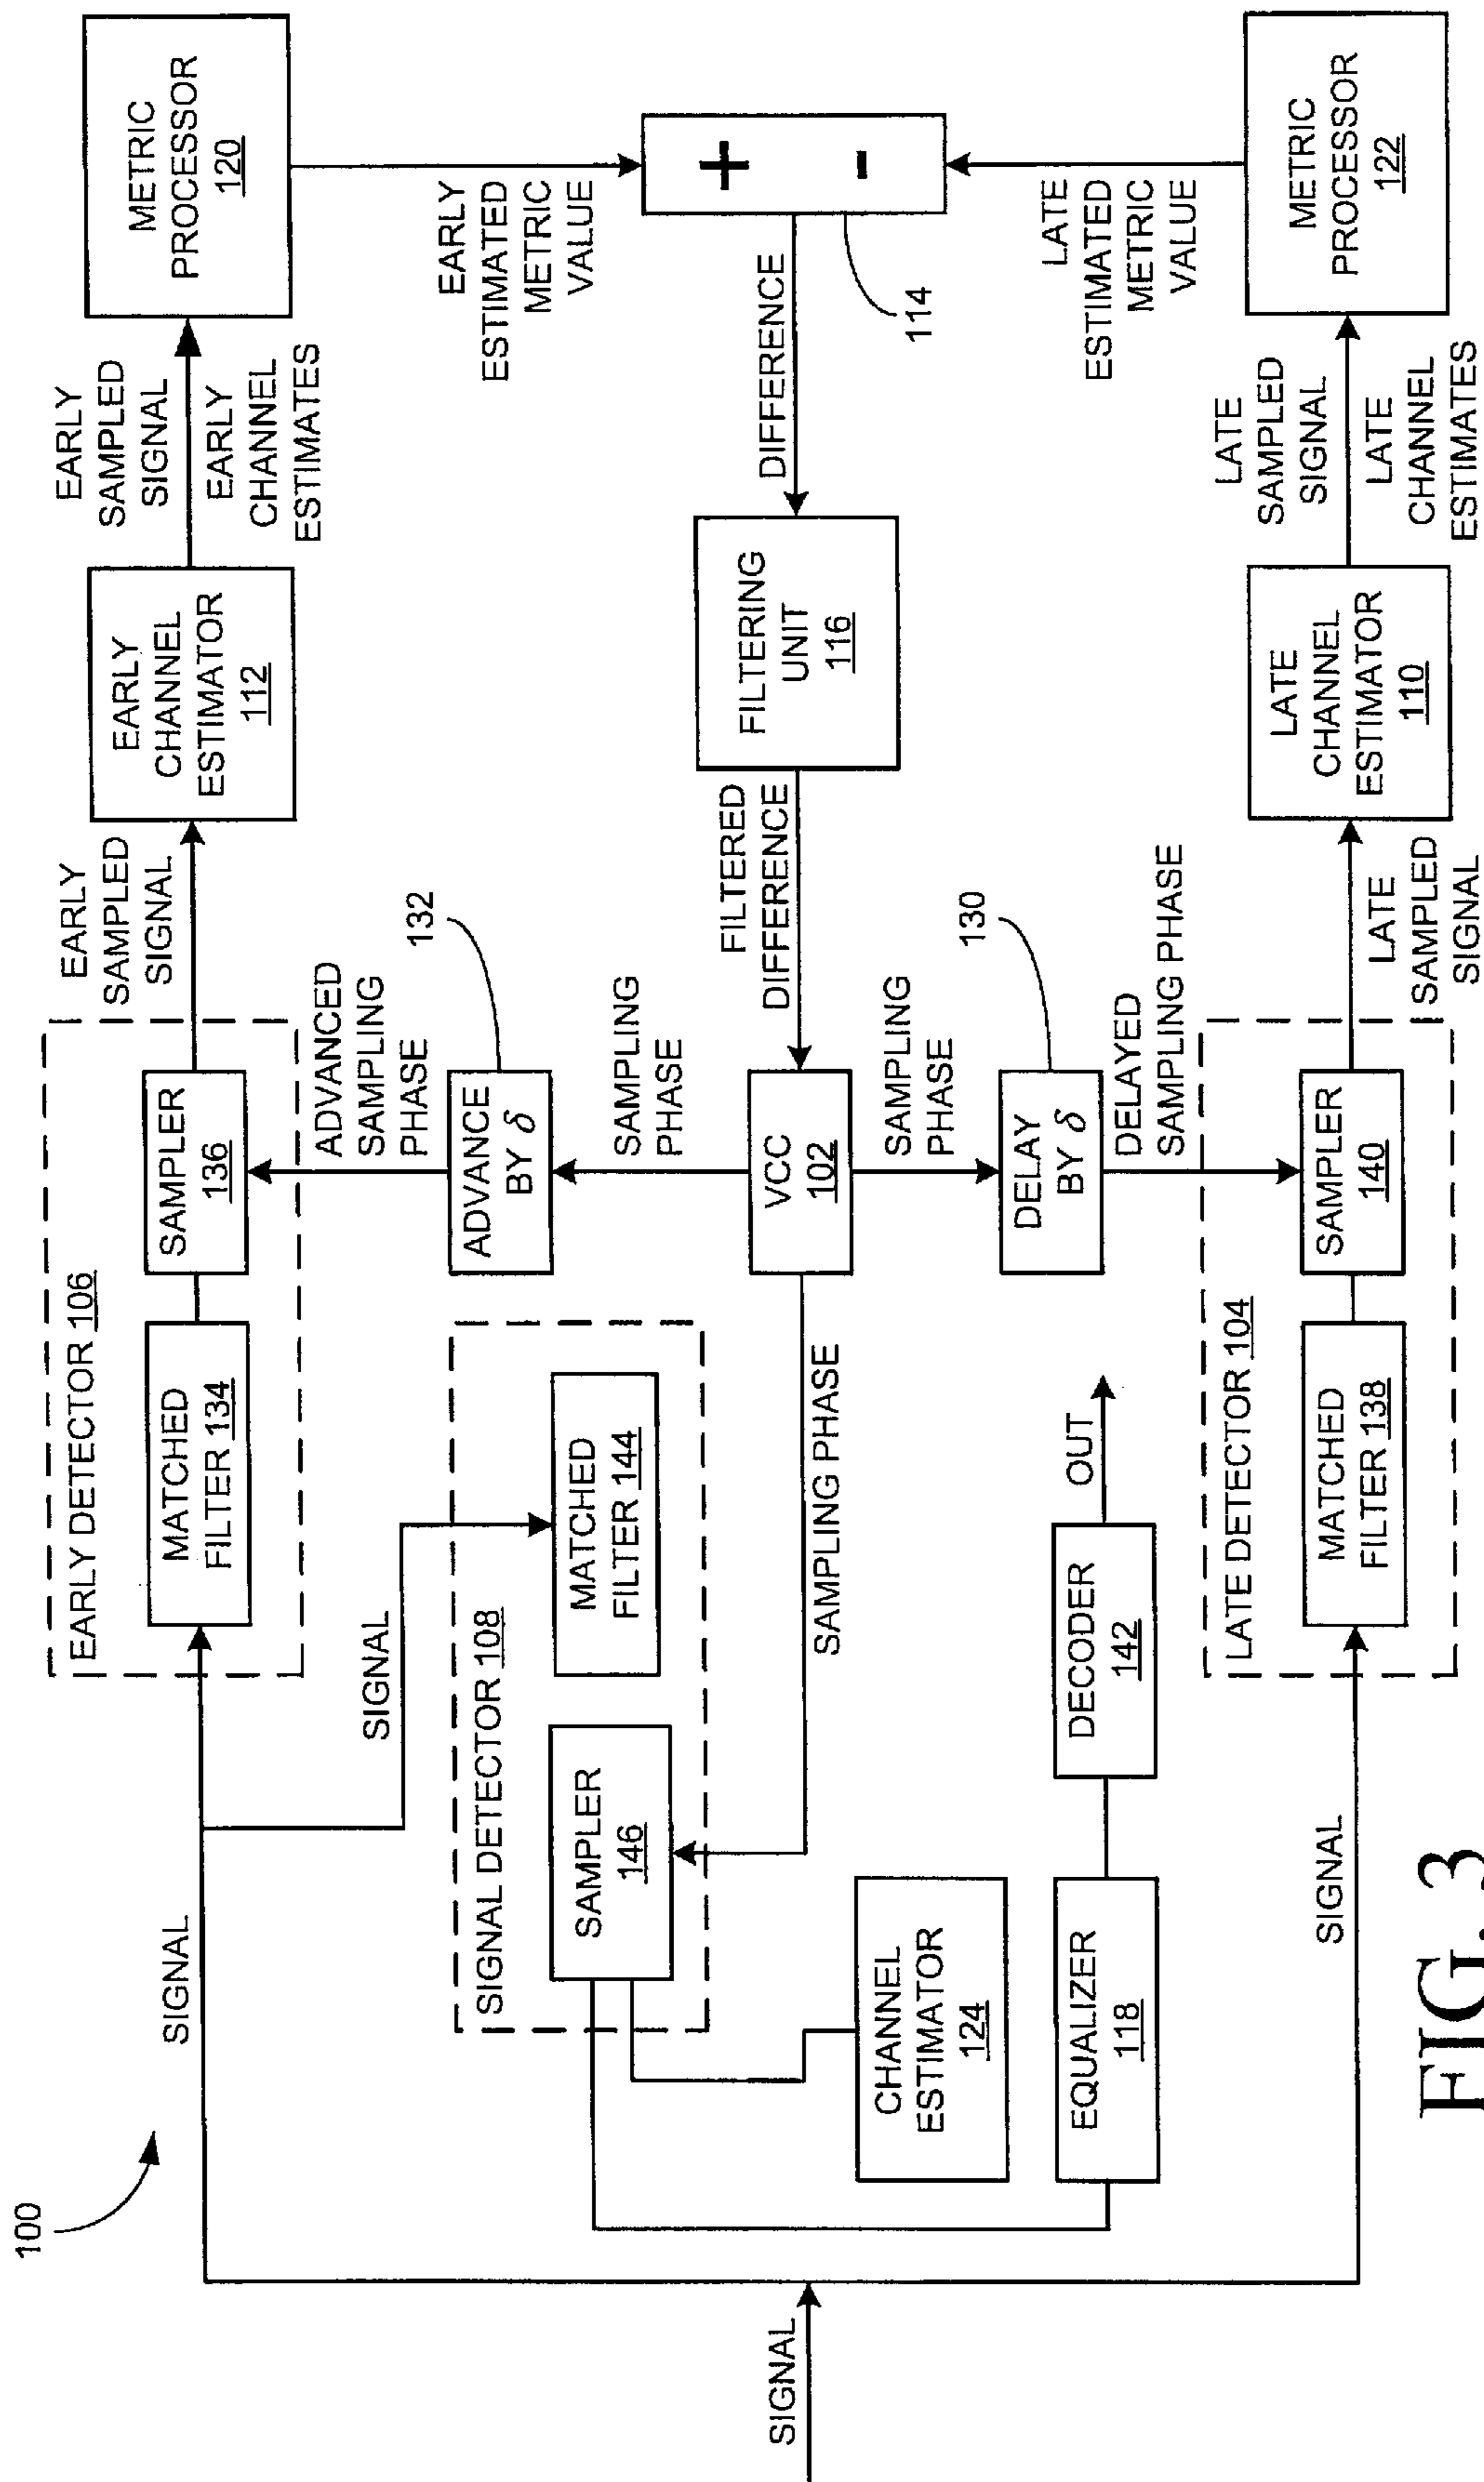 100
SIGNAL
SIGNAL
SIGNAL
SIGNAL
EARLY DETECTOR 106
MATCHED
FILTER 134
SAMPLER
136
EARLY
SAMPLED
SIGNAL
EARLY
CHANNEL
ESTIMATOR
112
EARLY
SAMPLED
SIGNAL
EARLY
CHANNEL
ESTIMATES
METRIC
PROCESSOR
120
ADVANCED
SAMPLING
PHASE
132
ADVANCE
BY δ
SAMPLING
PHASE
SIGNAL DETECTOR 108
SAMPLER
146
MATCHED
FILTER 144
SAMPLING PHASE
VCC
102
FILTERED
DIFFERENCE
FILTERING
UNIT
116
DIFFERENCE
EARLY
ESTIMATED
METRIC
VALUE
+
-
114
LATE
ESTIMATED
METRIC
VALUE
SAMPLING
PHASE
130
DELAY
BY δ
DELAYED
SAMPLING PHASE
CHANNEL
ESTIMATOR
124
EQUALIZER
118
DECODER
142
OUT
LATE DETECTOR 104
MATCHED
FILTER 138
SAMPLER
140
LATE
SAMPLED
SIGNAL
LATE
CHANNEL
ESTIMATOR
110
LATE
SAMPLED
SIGNAL
LATE
CHANNEL
ESTIMATES
METRIC
PROCESSOR
122
FIG. 3